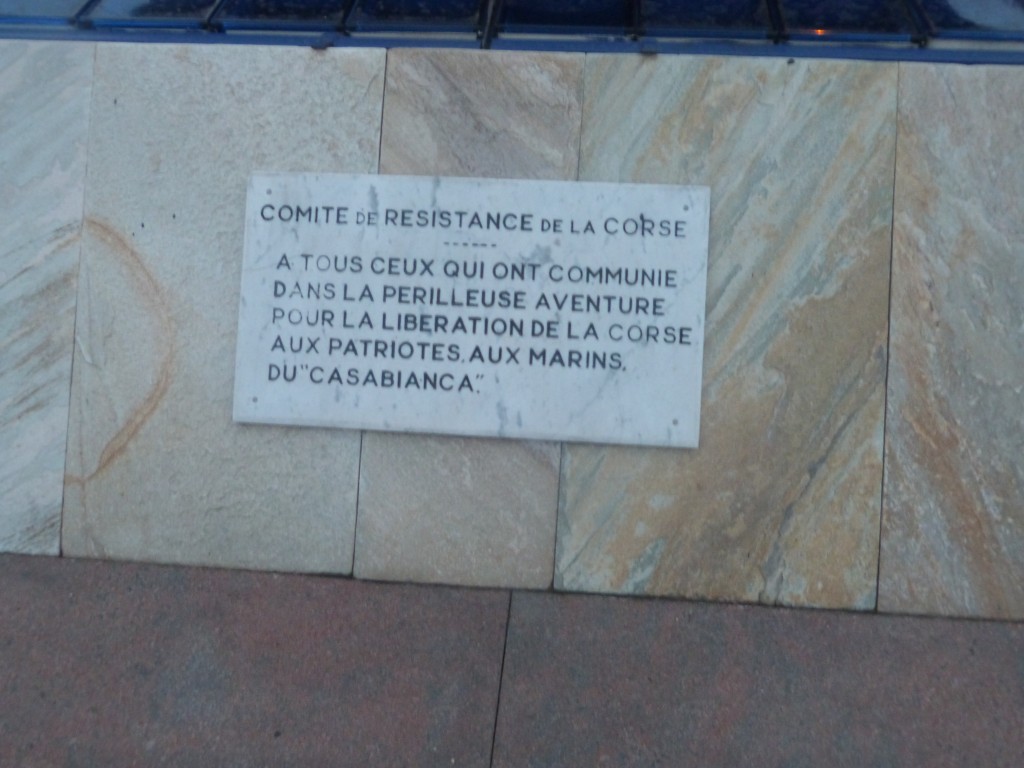 COMITE DE RESISTANCE DE LA CORSE
A TOUS CEUX QUI ONT COMMUNIE
DANS LA PERILLEUSE AVENTURE
POUR LA LIBERATION DE LA CORSE
AUX PATRIOTES, AUX MARINS,
DU "CASABIANCA".